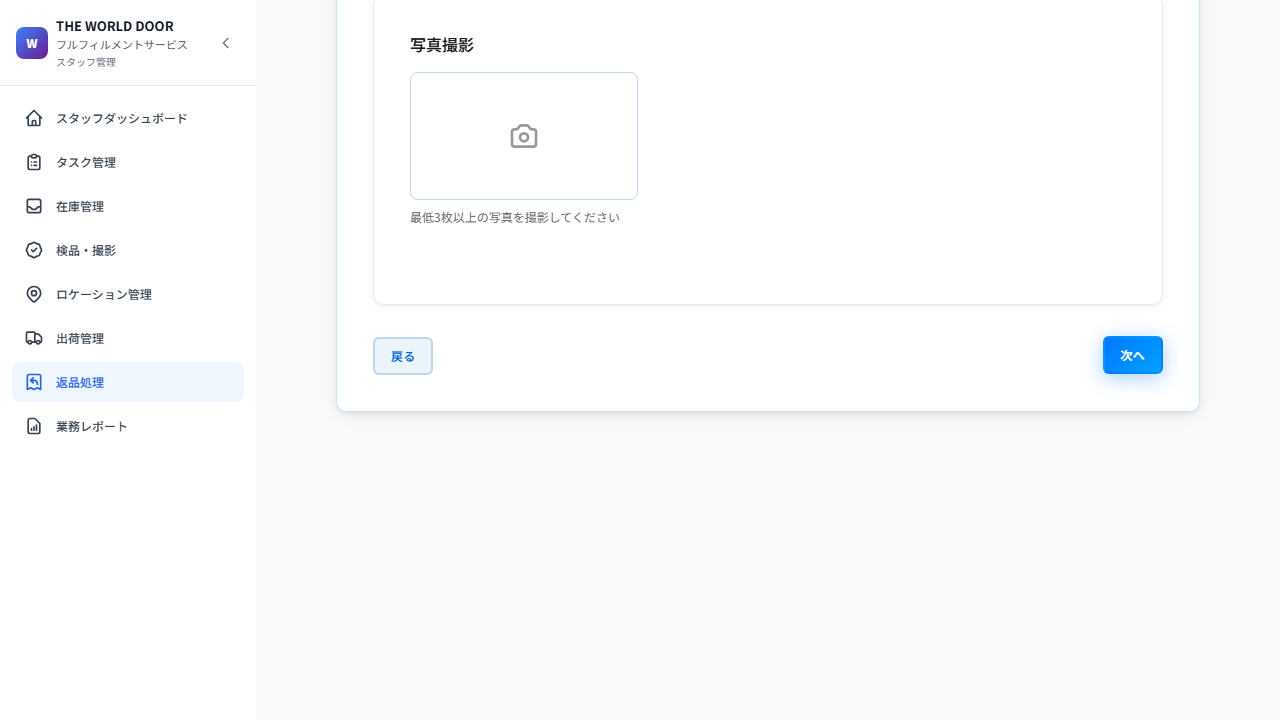 W
THE WORLD DOOR
フルフィルメントサービス
スタッフ管理
スタッフダッシュボード
タスク管理
在庫管理
検品・撮影
ロケーション管理
出荷管理
返品処理
業務レポート
写真撮影
最低3枚以上の写真を撮影してください
戻る
次へ